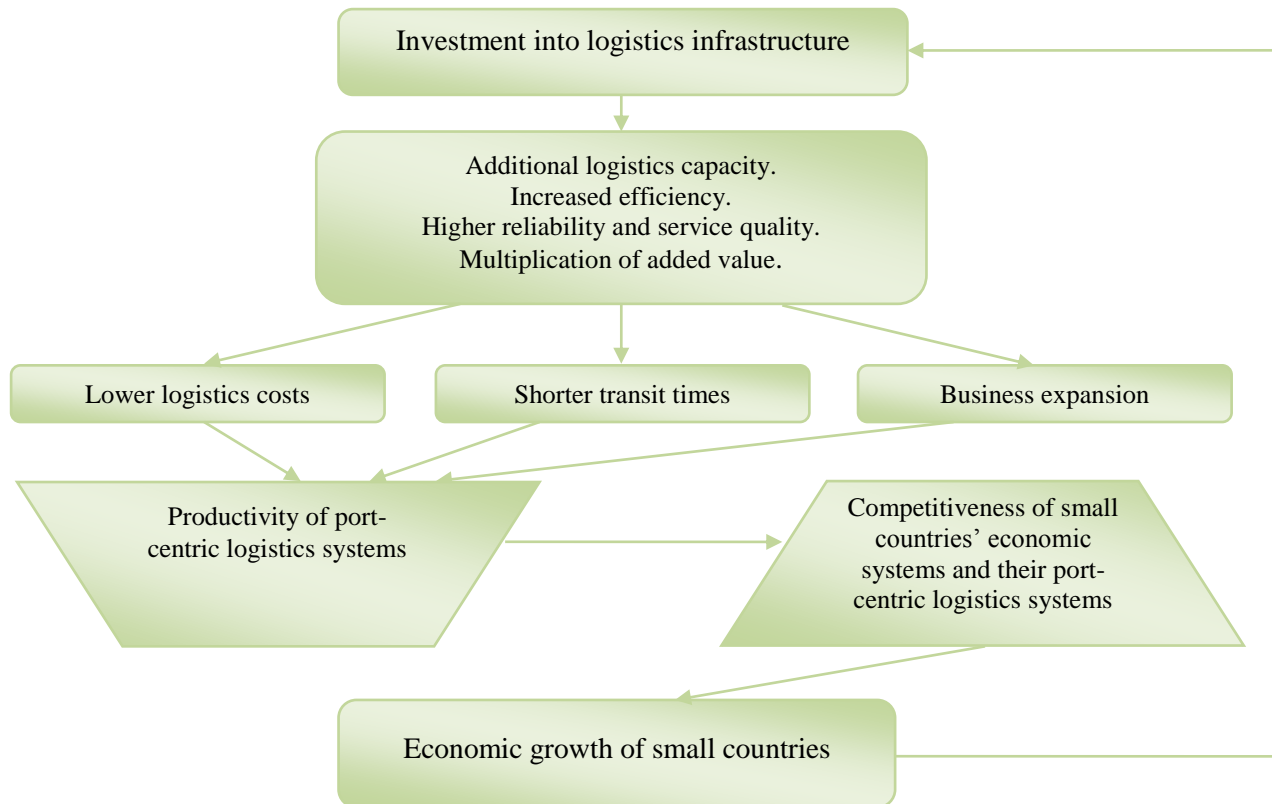 Investment into logistics infrastructure
Additional logistics capacity.
Increased efficiency.
Higher reliability and service quality.
Multiplication of added value.
Lower logistics costs
Shorter transit times
Business expansion
Productivity of port-
centric logistics systems
Competitiveness of small
countries’ economic
systems and their port-
centric logistics systems
Economic growth of small countries